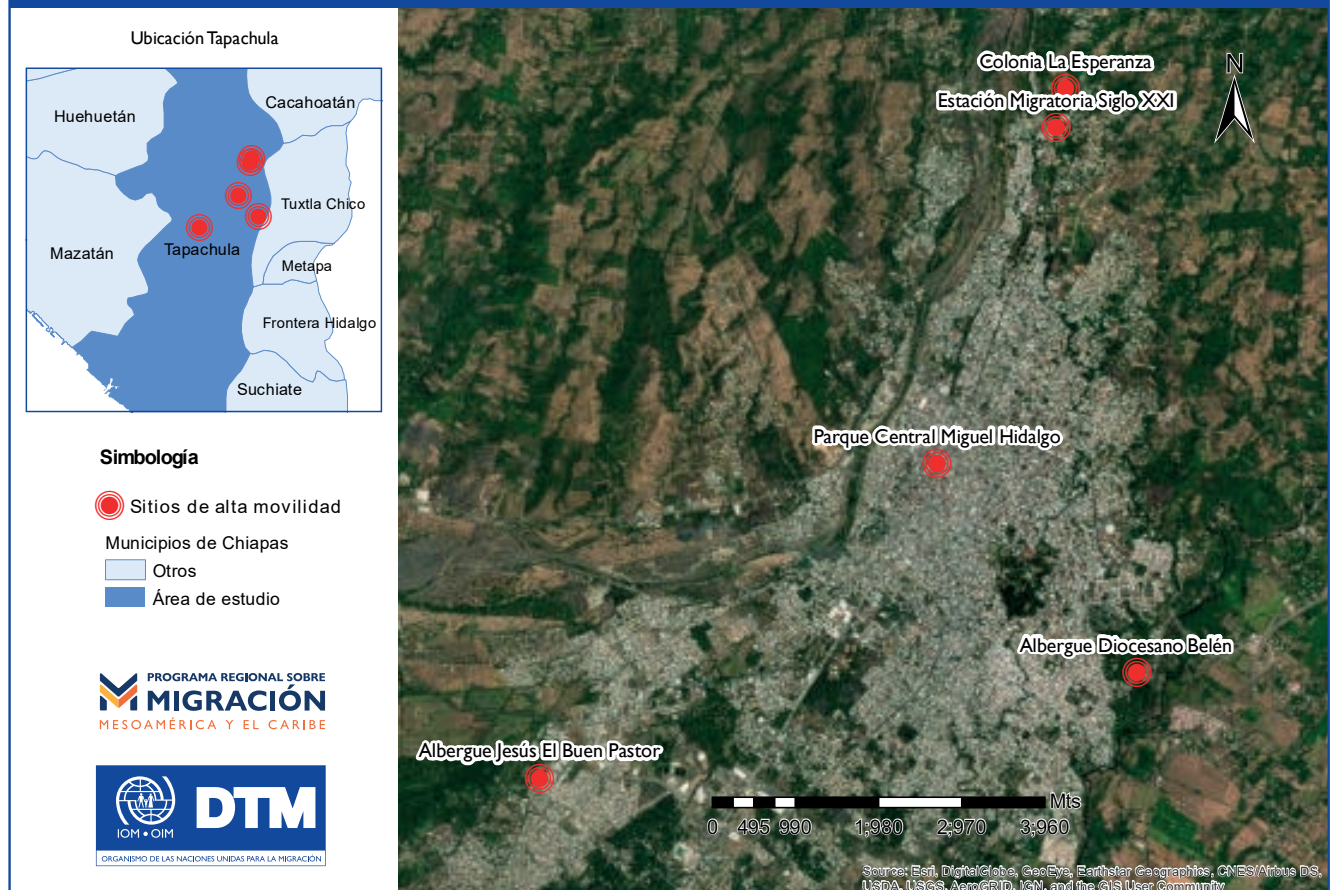 Ubicación Tapachula
Huehuetán
Cacahoatán
Tuxtla Chico
Mazatán
Tapachula
Metapa
Frontera Hidalgo
Suchiate
Simbología
Sitios de alta movilidad
Municipios de Chiapas
Otros
Área de estudio
PROGRAMA REGIONAL SOBRE
MIGRACIÓN
MESOAMÉRICA Y EL CARIBE
IOM • OIM
DTM
ORGANISMO DE LAS NACIONES UNIDAS PARA LA MIGRACIÓN
Colonia La Esperanza
N
Estación Migratoria Siglo XXI
Parque Central Miguel Hidalgo
Albergue Diocesano Belén
Albergue Jesús El Buen Pastor
Mts
0 495 990 1,980 2,970 3,960
Source: Esri, DigitalGlobe, GeoEye, Earthstar Geographics, CNES/Airbus DS,
USDA, USGS, AeroGRID, IGN, and the GIS User Community